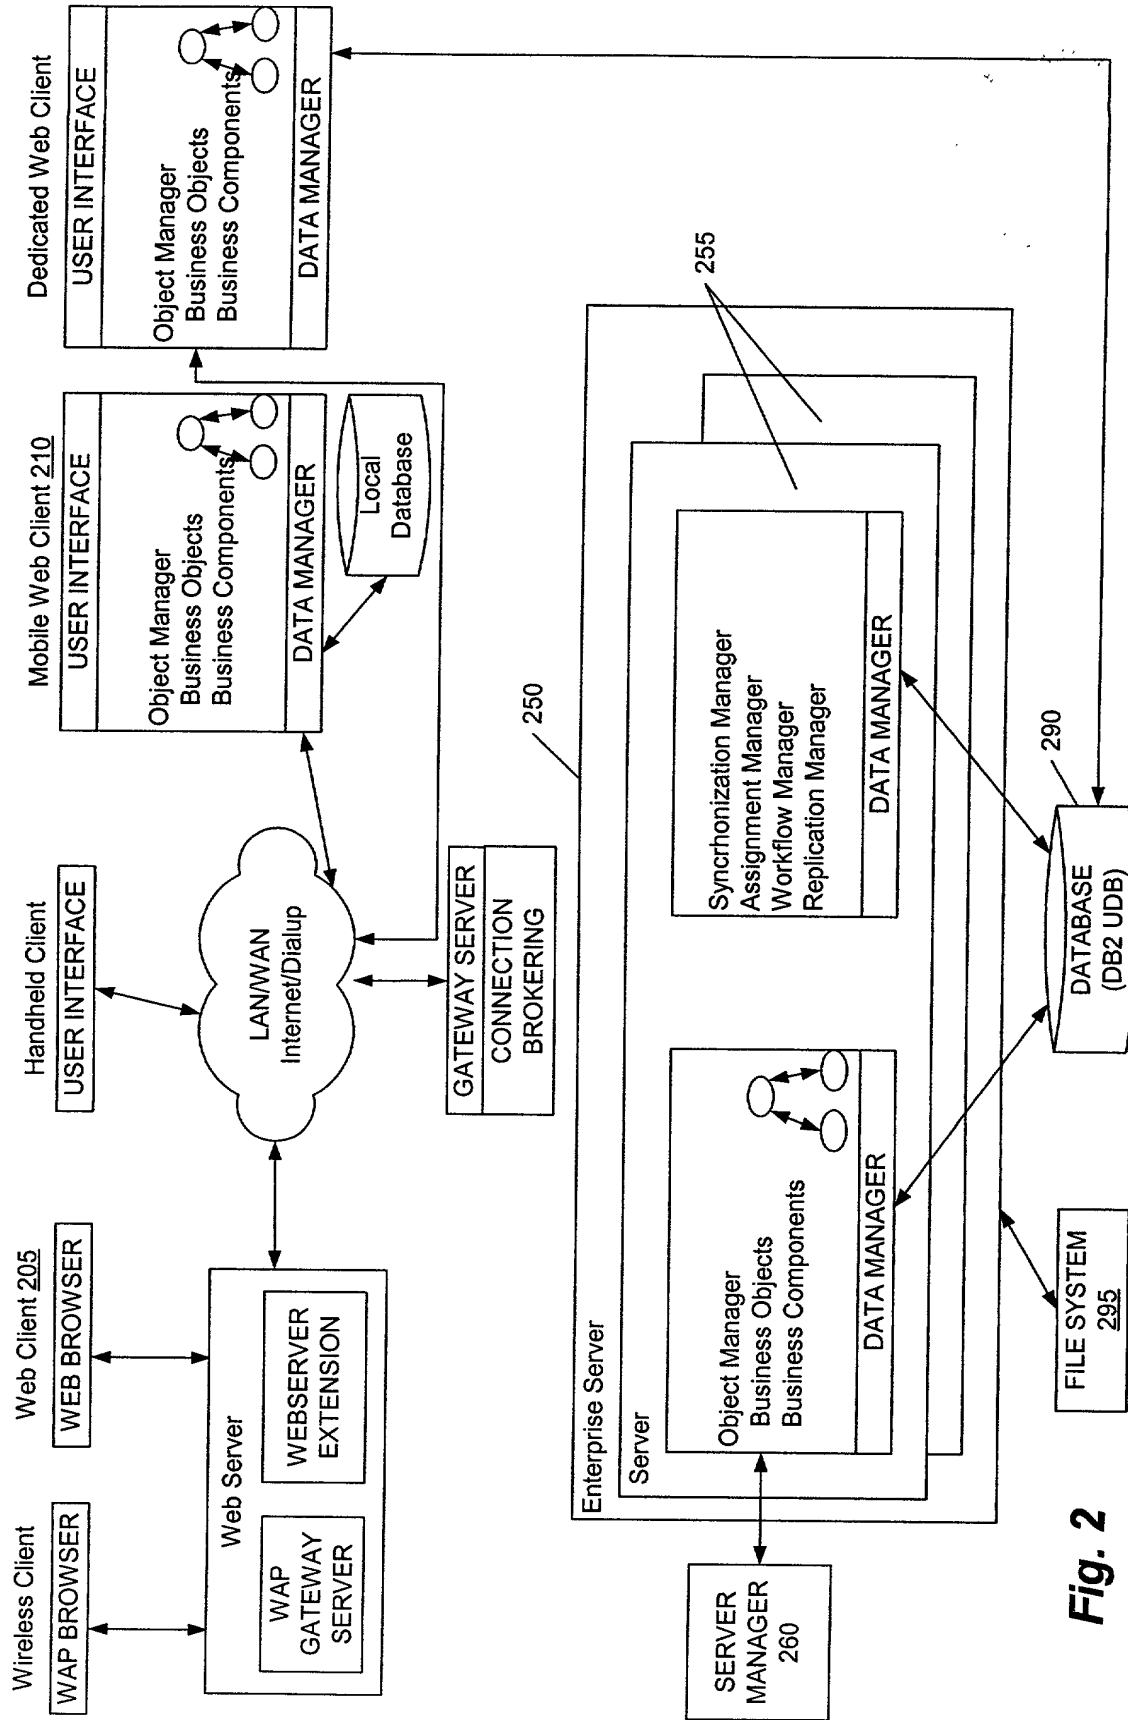 Wireless Client
WAP BROWSER
Web Client 205
WEB BROWSER
Handheld Client
USER INTERFACE
Mobile Web Client 210
USER INTERFACE
Object Manager
Business Objects
Business Components
DATA MANAGER
Local
Database
Dedicated Web Client
USER INTERFACE
Object Manager
Business Objects
Business Components
DATA MANAGER
Web Server
WAP
GATEWAY
SERVER
WEBSERVER
EXTENSION
LAN/WAN
Internet/Dialup
GATEWAY SERVER
CONNECTION
BROKERING
250
255
Enterprise Server
Server
Object Manager
Business Objects
Business Components
DATA MANAGER
Syncrhonization Manager
Assignment Manager
Workflow Manager
Replication Manager
DATA MANAGER
SERVER
MANAGER
260
FILE SYSTEM
295
290
DATABASE
(DB2 UDB)
Fig. 2